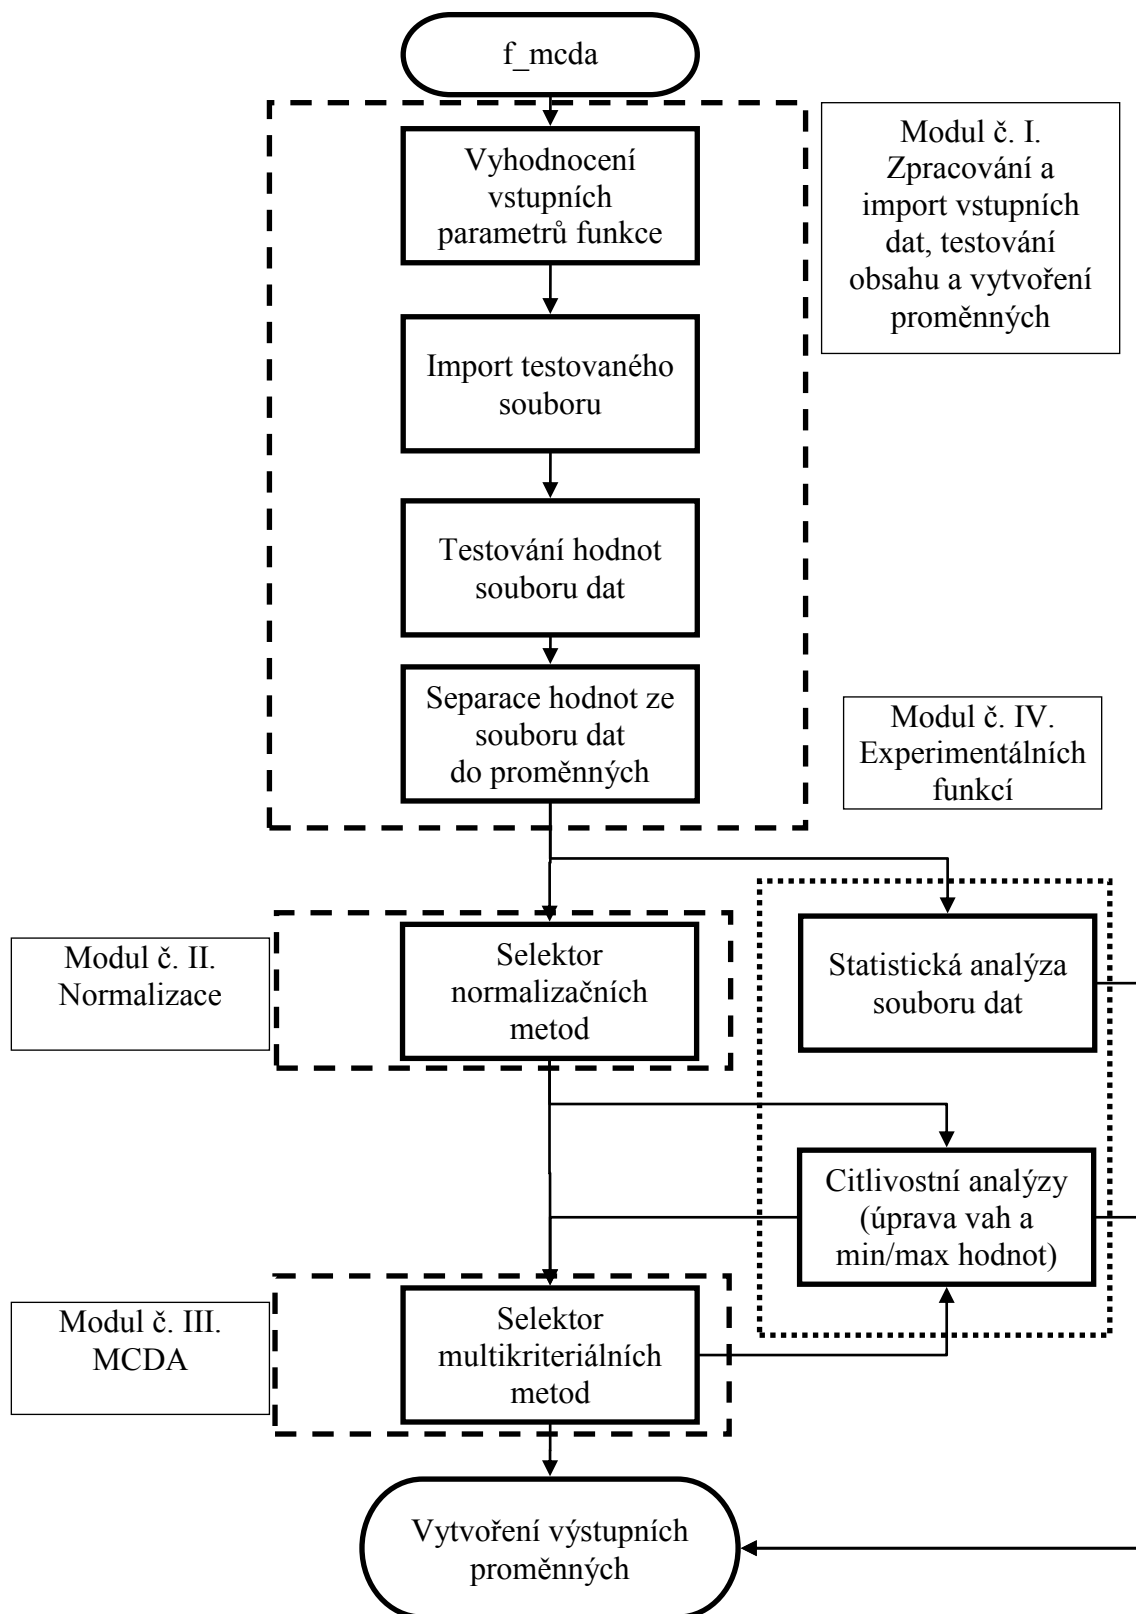 f_mcda
Vyhodnocení
vstupních
parametrů funkce
Modul č. I.
Zpracování a
import vstupních
dat, testování
obsahu a vytvoření
proměnných
Import testovaného
souboru
Testování hodnot
souboru dat
Separace hodnot ze
souboru dat
do proměnných
Modul č. IV.
Experimentálních
funkcí
Modul č. II.
Normalizace
Selektor
normalizačních
metod
Statistická analýza
souboru dat
Citlivostní analýzy
(úprava vah a
min/max hodnot)
Modul č. III.
MCDA
Selektor
multikriteriálních
metod
Vytvoření výstupních
proměnných